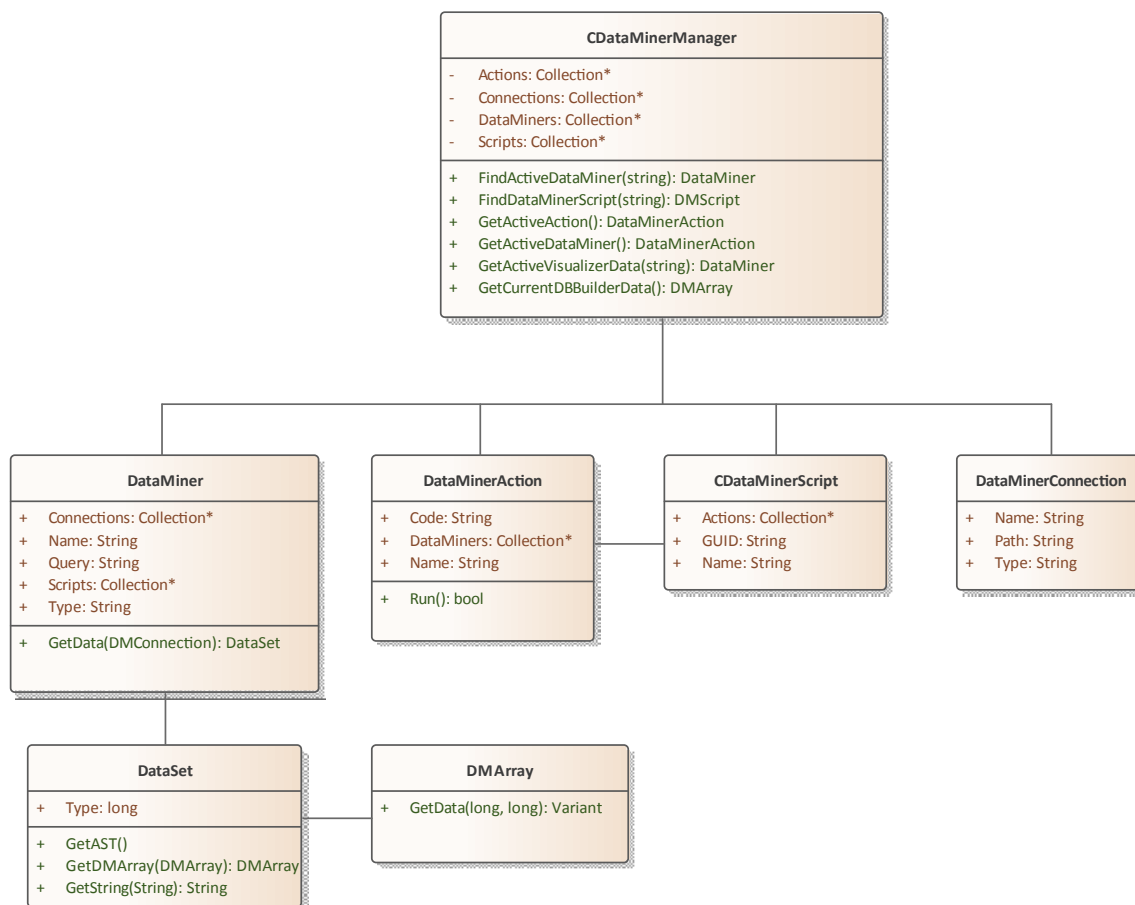 CDataMinerManager
- Actions: Collection*
- Connections: Collection*
- DataMiners: Collection*
- Scripts: Collection*
+ FindActiveDataMiner(string): DataMiner
+ FindDataMinerScript(string): DMScript
+ GetActiveAction(): DataMinerAction
+ GetActiveDataMiner(): DataMinerAction
+ GetActiveVisualizerData(string): DataMiner
+ GetCurrentDBBuilderData(): DMArray
DataMiner
+ Connections: Collection*
+ Name: String
+ Query: String
+ Scripts: Collection*
+ Type: String
+ GetData(DMConnection): DataSet
DataMinerAction
+ Code: String
+ DataMiners: Collection*
+ Name: String
+ Run(): bool
CDataMinerScript
+ Actions: Collection*
+ GUID: String
+ Name: String
DataMinerConnection
+ Name: String
+ Path: String
+ Type: String
DataSet
+ Type: long
+ GetAST()
+ GetDMArray(DMArray): DMArray
+ GetString(String): String
DMArray
+ GetData(long, long): Variant